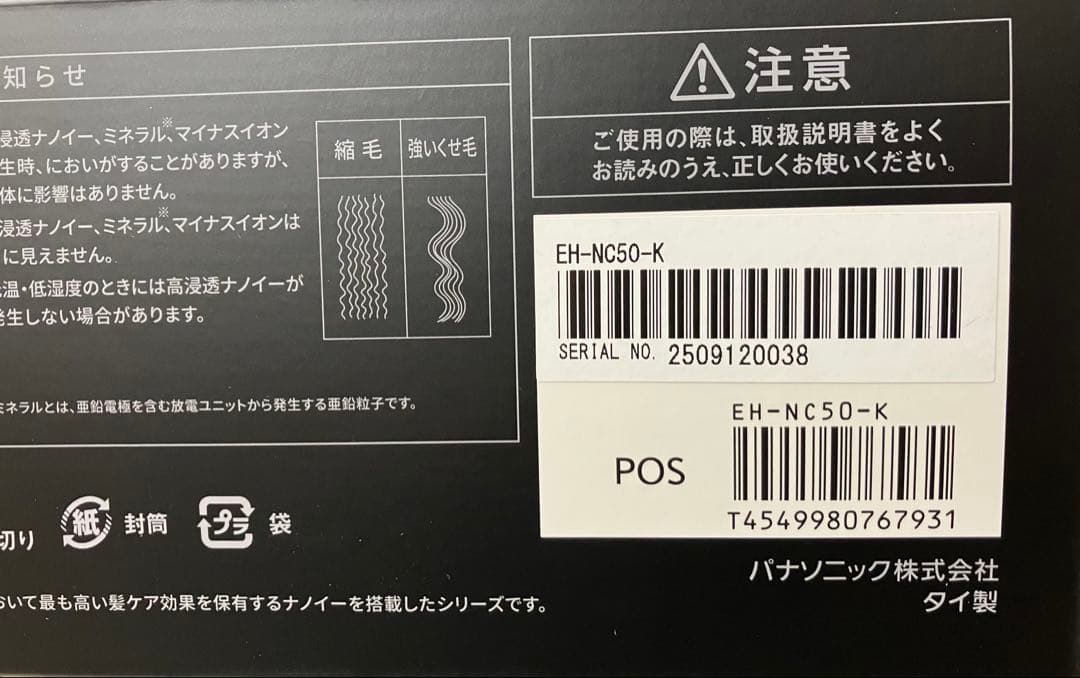 知らせ
浸透ナノイー、ミネラル※、マイナスイオン
生時、においがすることがありますが、
体に影響はありません。
浸透ナノイー、ミネラル※、マイナスイオンは
に見えません。
温・低湿度のときには高浸透ナノイーが
発生しない場合があります。
縮毛
強いくせ毛
ミネラルとは、亜鉛電極を含む放電ユニットから発生する亜鉛粒子です。
切り
紙
封筒
プラ
袋
おいて最も高い髪ケア効果を保有するナノイーを搭載したシリーズです。
注意
ご使用の際は、取扱説明書をよく
お読みのうえ、正しくお使いください。
EH-NC50-K
SERIAL NO. 2509120038
EH-NC50-K
POS
T4549980767931
パナソニック株式会社
タイ製